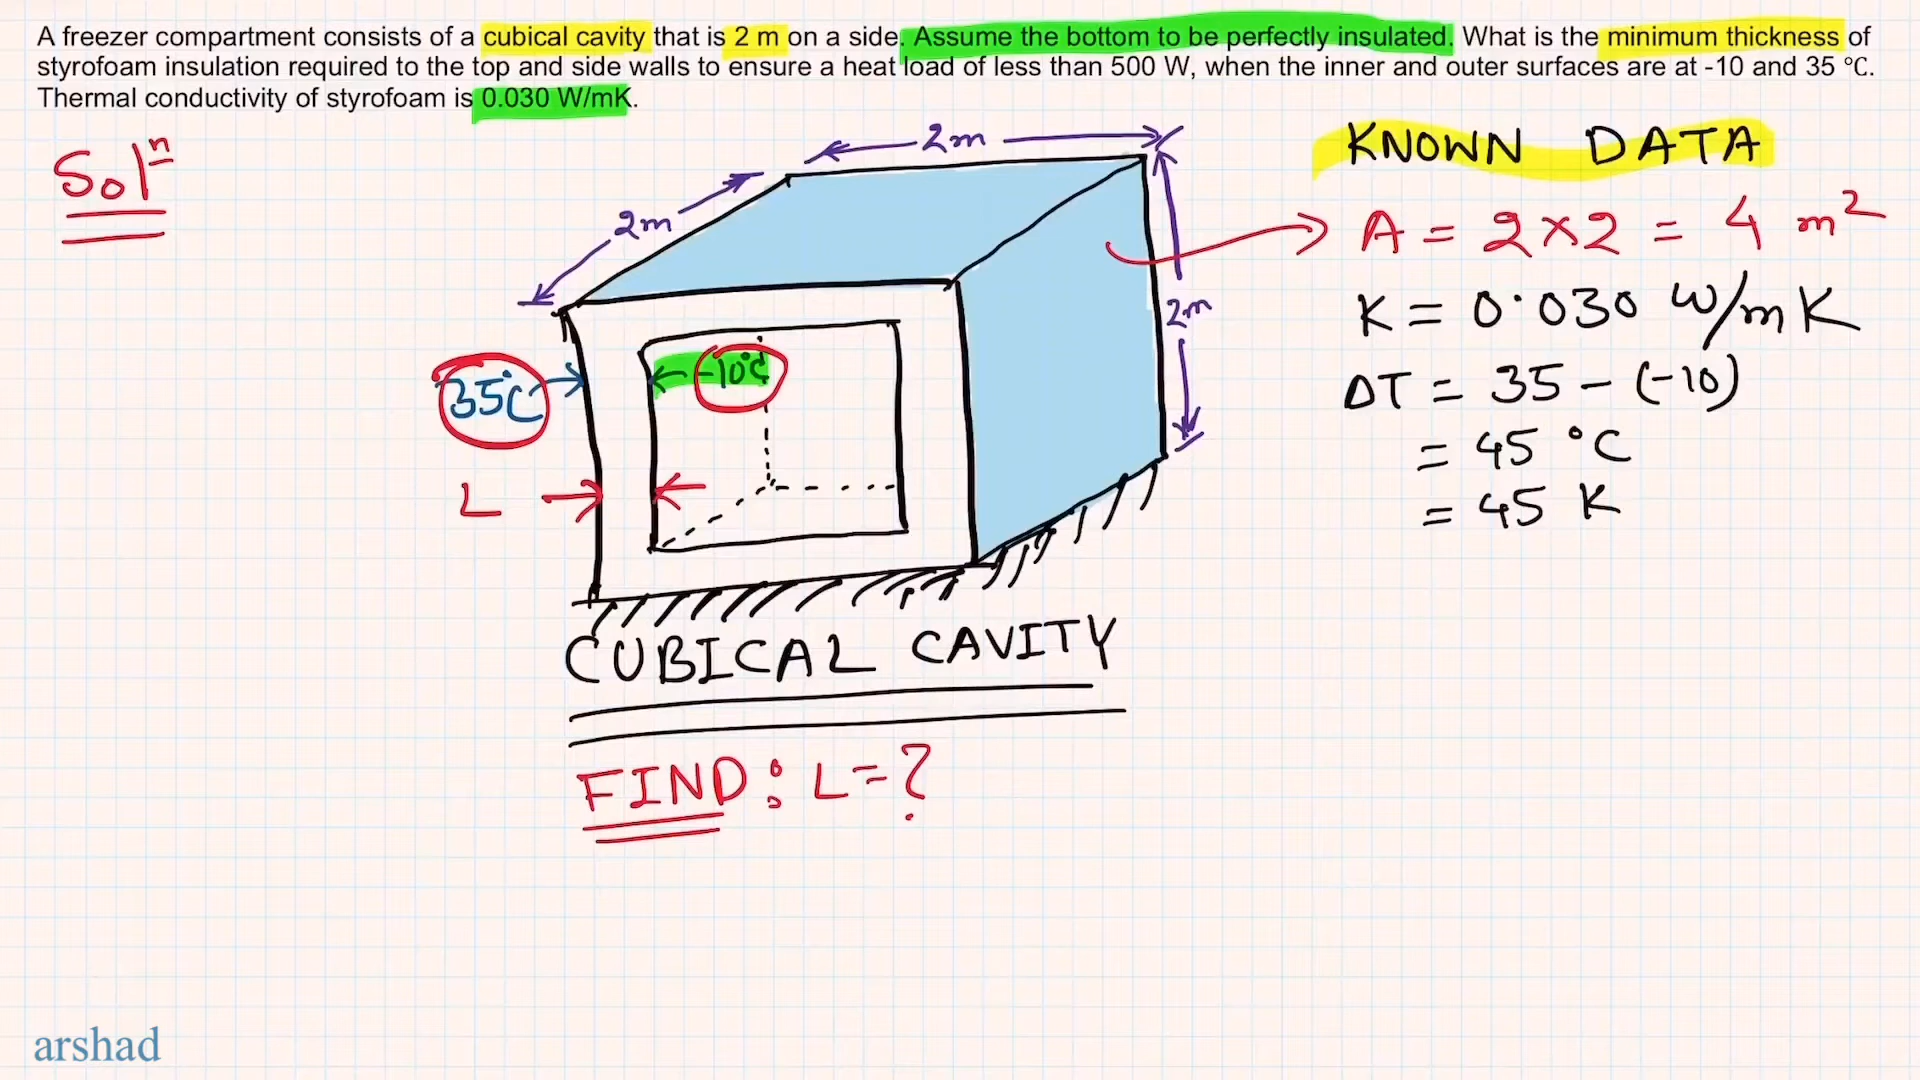 A freezer compartment consists of a cubical cavity that is 2 m on a side. Assume the bottom to be perfectly insulated. What is the minimum thickness of
styrofoam insulation required to the top and side walls to ensure a heat load of less than 500 W, when the inner and outer surfaces are at -10 and 35 °C.
Thermal conductivity of styrofoam is 0.030 W/mK.
Solⁿ
2m
2m
2m
35°C
-10°C
L
CUBICAL CAVITY
FIND: L=?
KNOWN DATA
A = 2×2 = 4 m²
K = 0.030 W/mK
ΔT = 35 - (-10)
= 45 °C
= 45 K
arshad